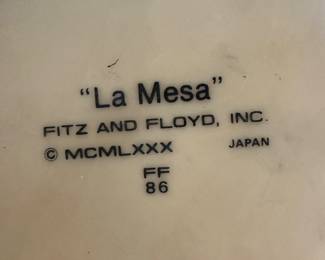 "La Mesa"
FITZ AND FLOYD, INC.
© MCMLXXX JAPAN
FF
86